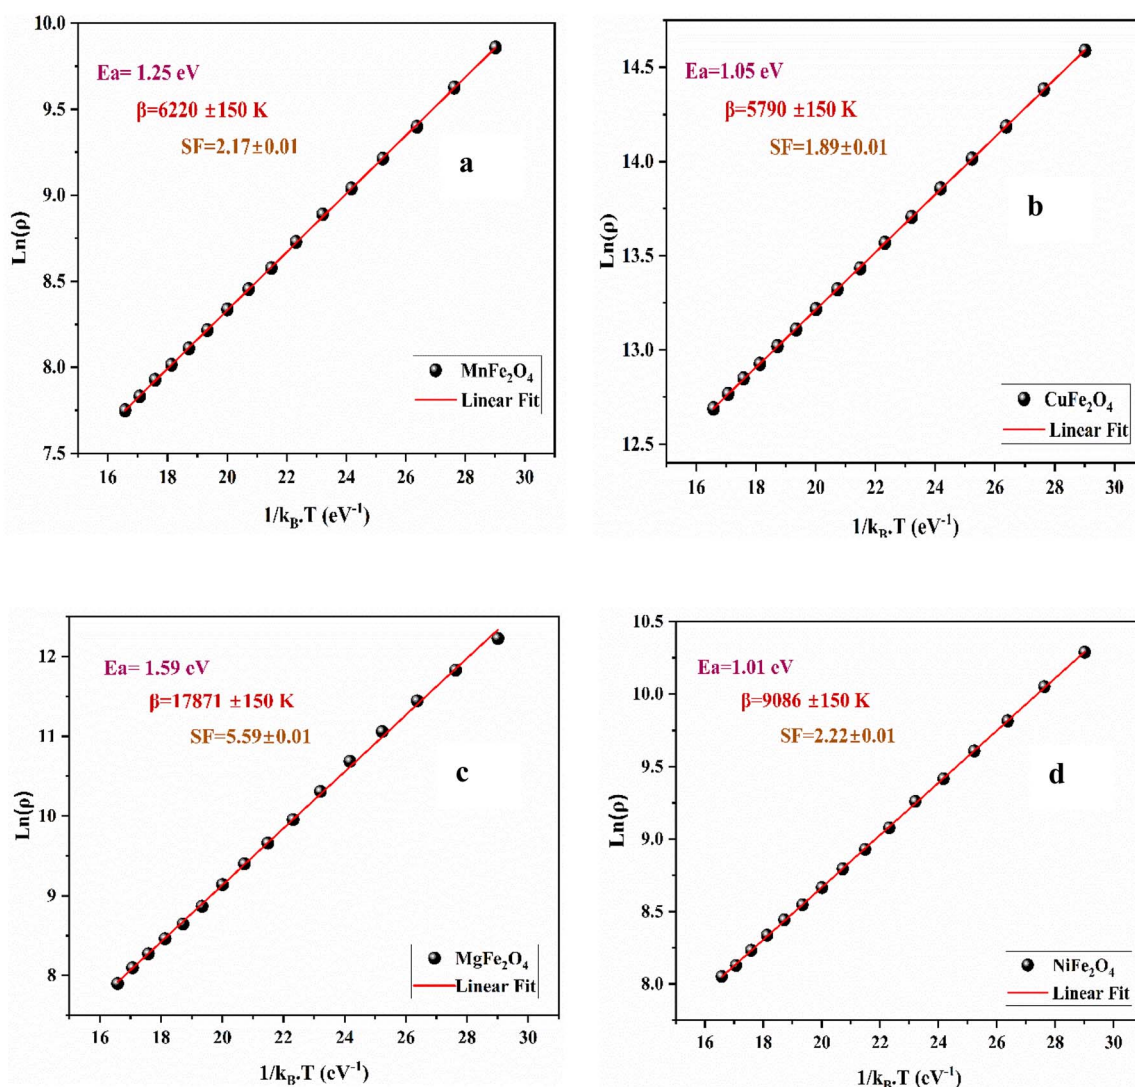 10.0
9.5
9.0
8.5
8.0
7.5
Ln(ρ)
Ea= 1.25 eV
β=6220 ±150 K
SF=2.17±0.01
a
MnFe₂O₄
Linear Fit
16 18 20 22 24 26 28 30
1/k_B.T (eV⁻¹)
14.5
14.0
13.5
13.0
12.5
Ln(ρ)
Ea=1.05 eV
β=5790 ±150 K
SF=1.89±0.01
b
CuFe₂O₄
Linear Fit
16 18 20 22 24 26 28 30
1/k_B.T (eV⁻¹)
12
11
10
9
8
Ln(ρ)
Ea= 1.59 eV
β=17871 ±150 K
SF=5.59±0.01
c
MgFe₂O₄
Linear Fit
16 18 20 22 24 26 28 30
1/k_B.T (eV⁻¹)
10.5
10.0
9.5
9.0
8.5
8.0
Ln(ρ)
Ea=1.01 eV
β=9086 ±150 K
SF=2.22±0.01
d
NiFe₂O₄
Linear Fit
16 18 20 22 24 26 28 30
1/k_B.T (eV⁻¹)